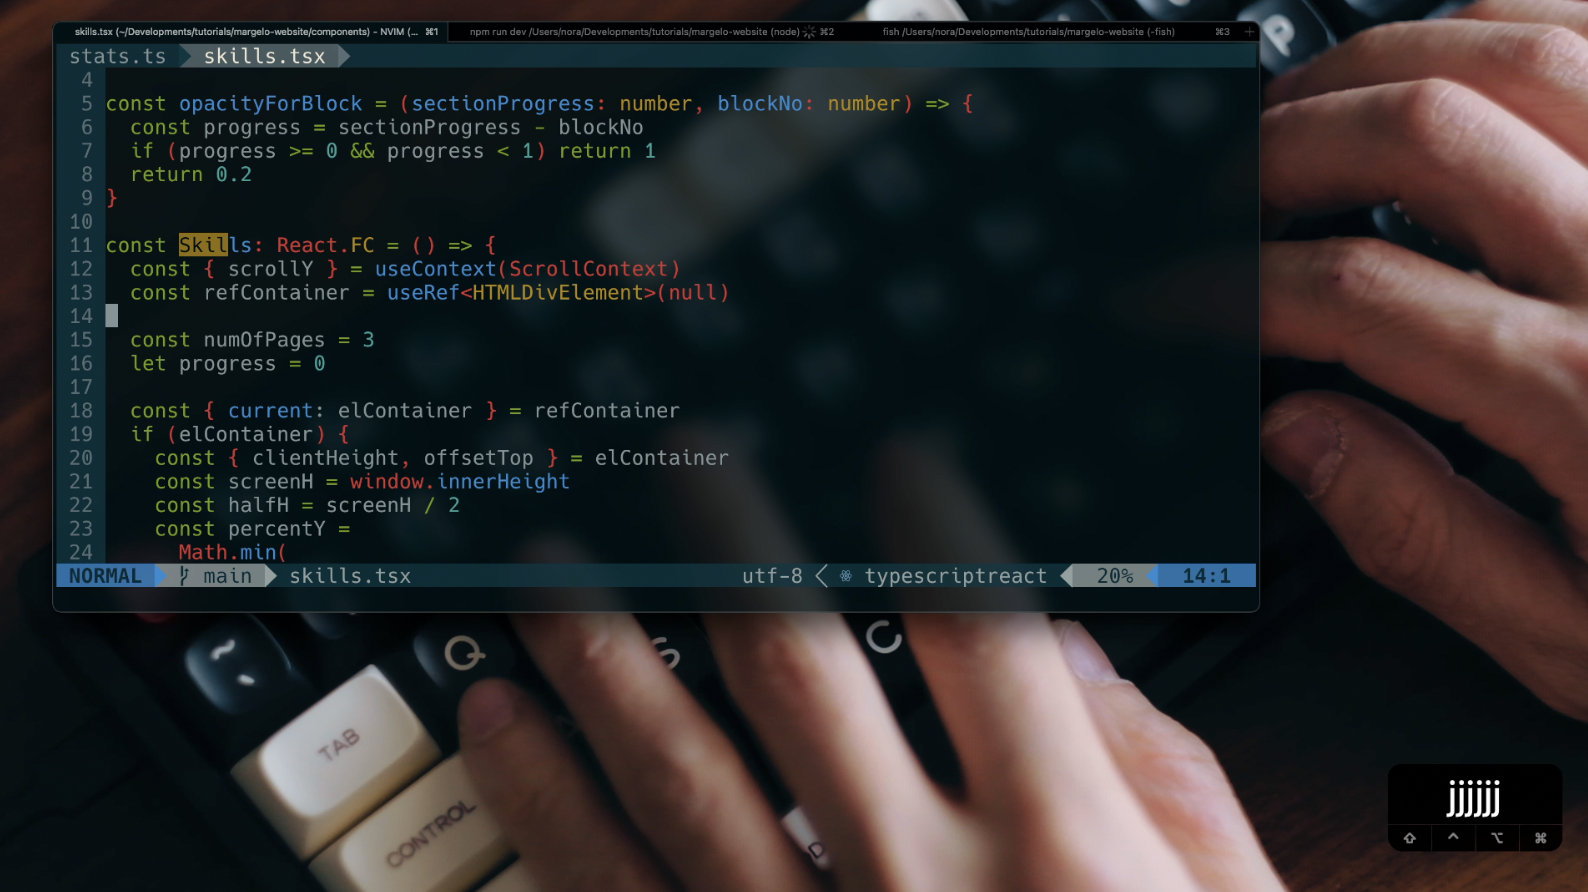 skills.tsx (~/Developments/tutorials/margelo-website/components) - NVIM (... ⌘1
npm run dev /Users/nora/Developments/tutorials/margelo-website (node) ⌘2
fish /Users/nora/Developments/tutorials/margelo-website (-fish) ⌘3 +
stats.ts skills.tsx
4
5 const opacityForBlock = (sectionProgress: number, blockNo: number) => {
6 const progress = sectionProgress - blockNo
7 if (progress >= 0 && progress < 1) return 1
8 return 0.2
9 }
10
11 const Skills: React.FC = () => {
12 const { scrollY } = useContext(ScrollContext)
13 const refContainer = useRef<HTMLDivElement>(null)
14
15 const numOfPages = 3
16 let progress = 0
17
18 const { current: elContainer } = refContainer
19 if (elContainer) {
20 const { clientHeight, offsetTop } = elContainer
21 const screenH = window.innerHeight
22 const halfH = screenH / 2
23 const percentY =
24 Math.min(
NORMAL main skills.tsx utf-8 typescriptreact 20% 14:1
P
~
Q
S
C
TAB
CONTROL
D
jjjjjj
⇧ ^ ⌥ ⌘